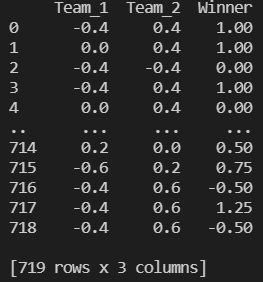 Team_1 Team_2 Winner
0 -0.4 0.4 1.00
1 0.0 0.4 1.00
2 -0.4 -0.4 0.00
3 -0.4 0.4 1.00
4 0.0 0.4 0.00
.. ... ... ...
714 0.2 0.0 0.50
715 -0.6 0.2 0.75
716 -0.4 0.6 -0.50
717 -0.4 0.6 1.25
718 -0.4 0.6 -0.50
[719 rows x 3 columns]